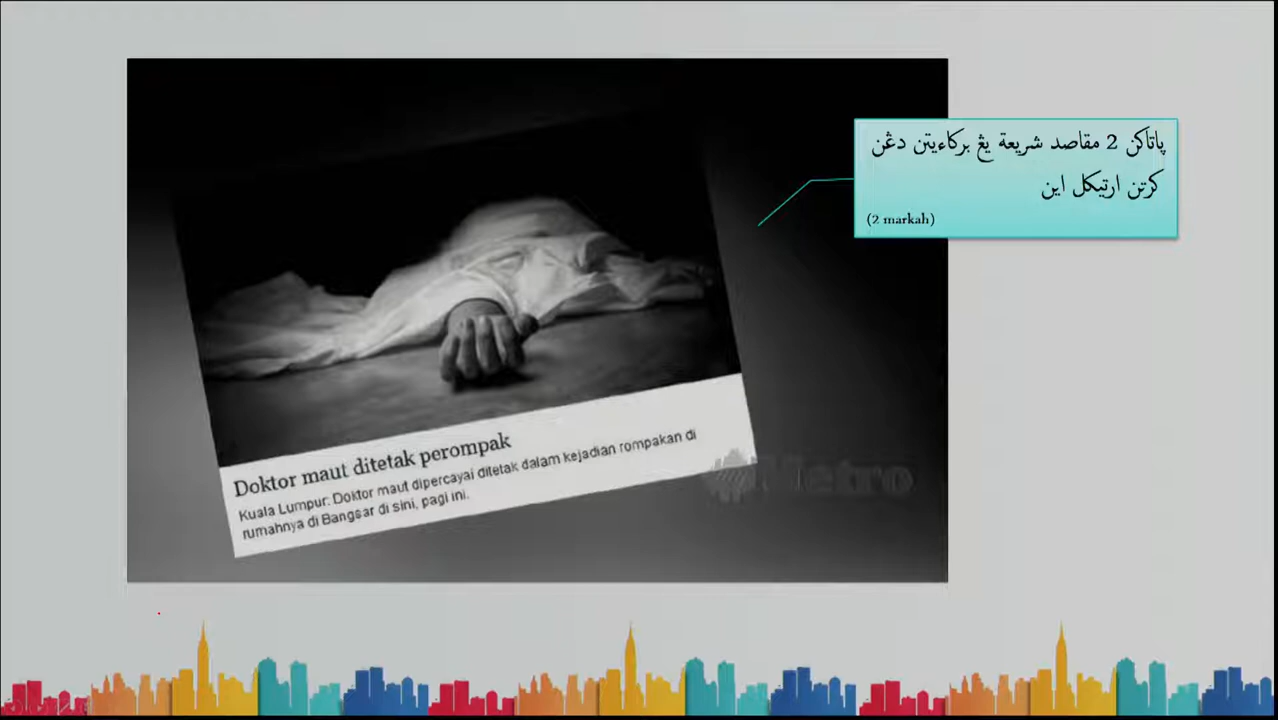 ڤاتاکن 2 مقاصد شريعة يڠ برکاءيتن دڠن
کرتن ارتيکل اين
(2 markah)
Doktor maut ditetak perompak
Kuala Lumpur: Doktor maut dipercayai ditetak dalam kejadian rompakan di
rumahnya di Bangsar di sini, pagi ini.
Metro